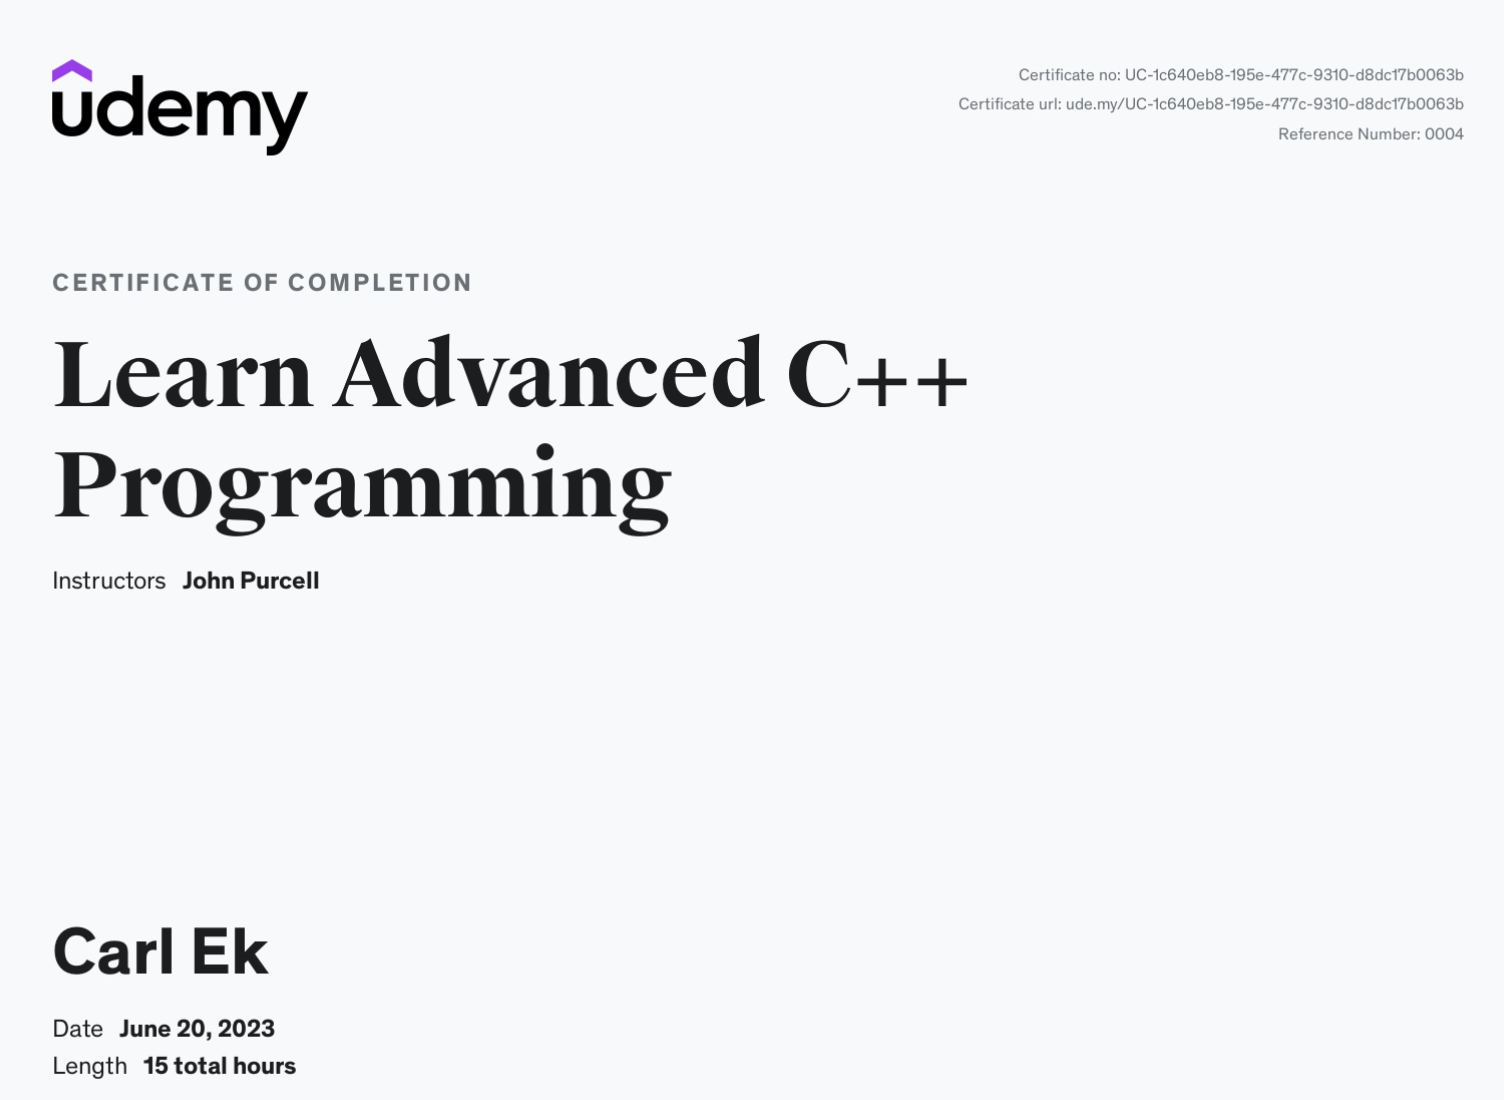 udemy
Certificate no: UC-1c640eb8-195e-477c-9310-d8dc17b0063b
Certificate url: ude.my/UC-1c640eb8-195e-477c-9310-d8dc17b0063b
Reference Number: 0004
CERTIFICATE OF COMPLETION
Learn Advanced C++
Programming
Instructors John Purcell
Carl Ek
Date June 20, 2023
Length 15 total hours